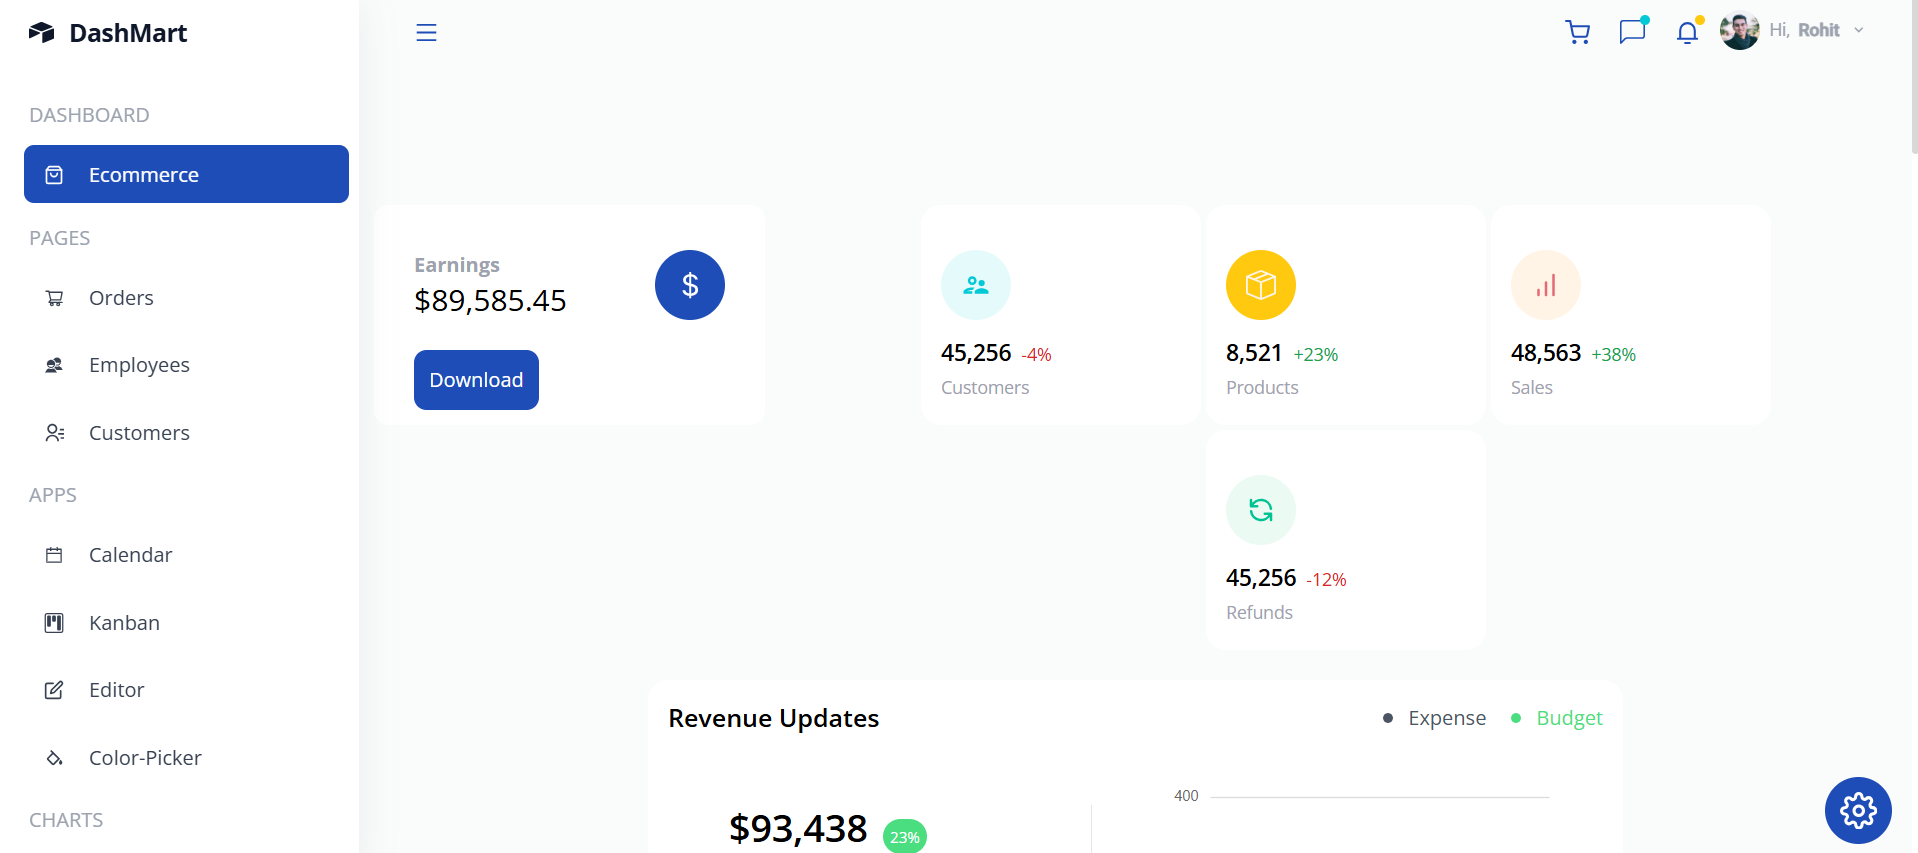 DashMart
DASHBOARD
Ecommerce
PAGES
Orders
Employees
Customers
APPS
Calendar
Kanban
Editor
Color-Picker
CHARTS
Hi, Rohit
Earnings
$89,585.45
$
Download
45,256 -4%
Customers
8,521 +23%
Products
48,563 +38%
Sales
45,256 -12%
Refunds
Revenue Updates
Expense
Budget
$93,438 23%
400